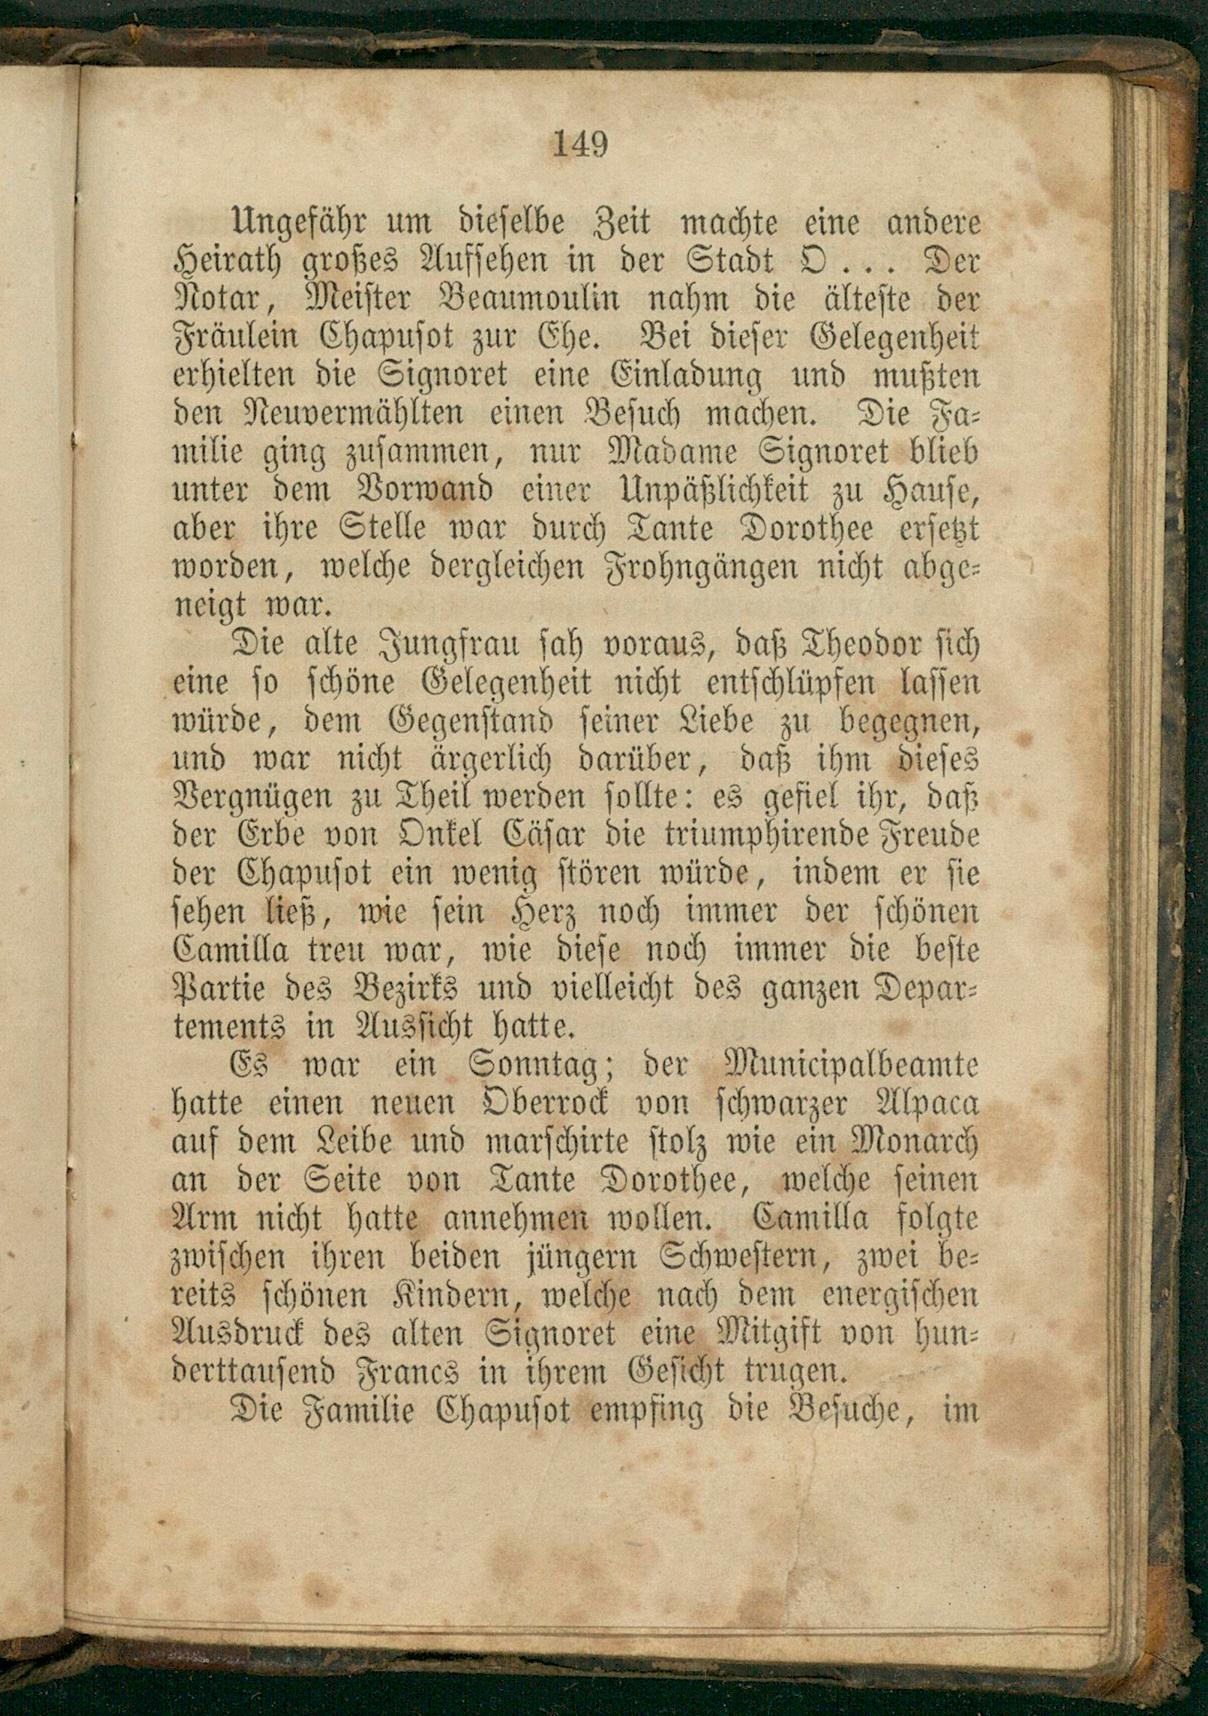 149
Ungefähr um dieselbe Zeit machte eine andere
Heirath großes Aufsehen in der Stadt O . . . Der
Notar, Meister Beaumoulin nahm die älteste der
Fräulein Chapusot zur Ehe. Bei dieser Gelegenheit
erhielten die Signoret eine Einladung und mußten
den Neuvermählten einen Besuch machen. Die Fa-
milie ging zusammen, nur Madame Signoret blieb
unter dem Vorwand einer Unpäßlichkeit zu Hause,
aber ihre Stelle war durch Tante Dorothee ersetzt
worden, welche dergleichen Frohngängen nicht abge-
neigt war.
Die alte Jungfrau sah voraus, daß Theodor sich
eine so schöne Gelegenheit nicht entschlüpfen lassen
würde, dem Gegenstand seiner Liebe zu begegnen,
und war nicht ärgerlich darüber, daß ihm dieses
Vergnügen zu Theil werden sollte: es gefiel ihr, daß
der Erbe von Onkel Cäsar die triumphirende Freude
der Chapusot ein wenig stören würde, indem er sie
sehen ließ, wie sein Herz noch immer der schönen
Camilla treu war, wie diese noch immer die beste
Partie des Bezirks und vielleicht des ganzen Depar-
tements in Aussicht hatte.
Es war ein Sonntag; der Municipalbeamte
hatte einen neuen Oberrock von schwarzer Alpaca
auf dem Leibe und marschirte stolz wie ein Monarch
an der Seite von Tante Dorothee, welche seinen
Arm nicht hatte annehmen wollen. Camilla folgte
zwischen ihren beiden jüngern Schwestern, zwei be-
reits schönen Kindern, welche nach dem energischen
Ausdruck des alten Signoret eine Mitgift von hun-
derttausend Francs in ihrem Gesicht trugen.
Die Familie Chapusot empfing die Besuche, im